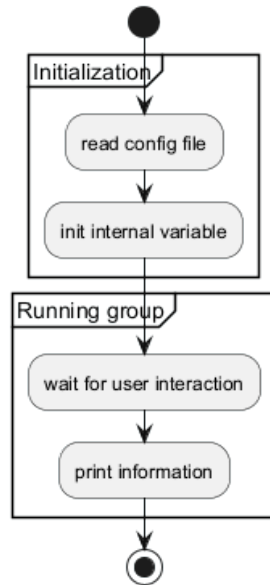 Initialization
read config file
init internal variable
Running group
wait for user interaction
print information